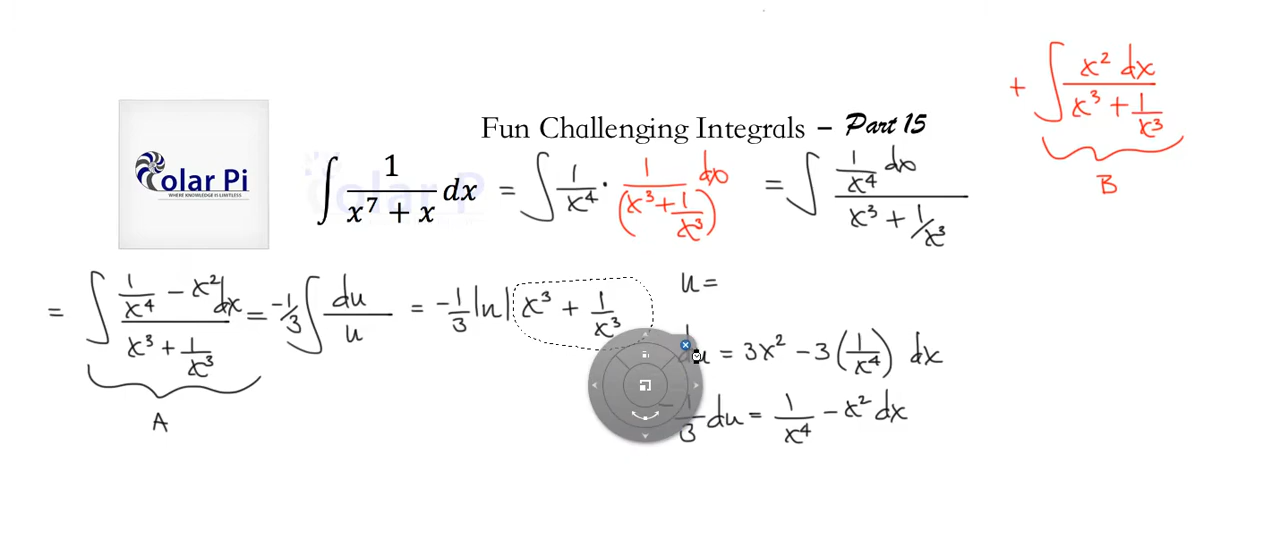 + ∫ x² dx / (x³ + 1/x³)
B
Fun Challenging Integrals – Part 15
olar Pi
WHERE KNOWLEDGE IS LIMITLESS
∫ 1/(x⁷ + x) dx = ∫ 1/x⁴ · 1/(x³ + 1/x³) dx = ∫ (1/x⁴ dx)/(x³ + 1/x³)
u =
= ∫ (1/x⁴ − x² dx)/(x³ + 1/x³) = -1/3 ∫ du/u = -1/3 ln| x³ + 1/x³
du = 3x² − 3(1/x⁴) dx
A
−1/3 du = 1/x⁴ − x² dx